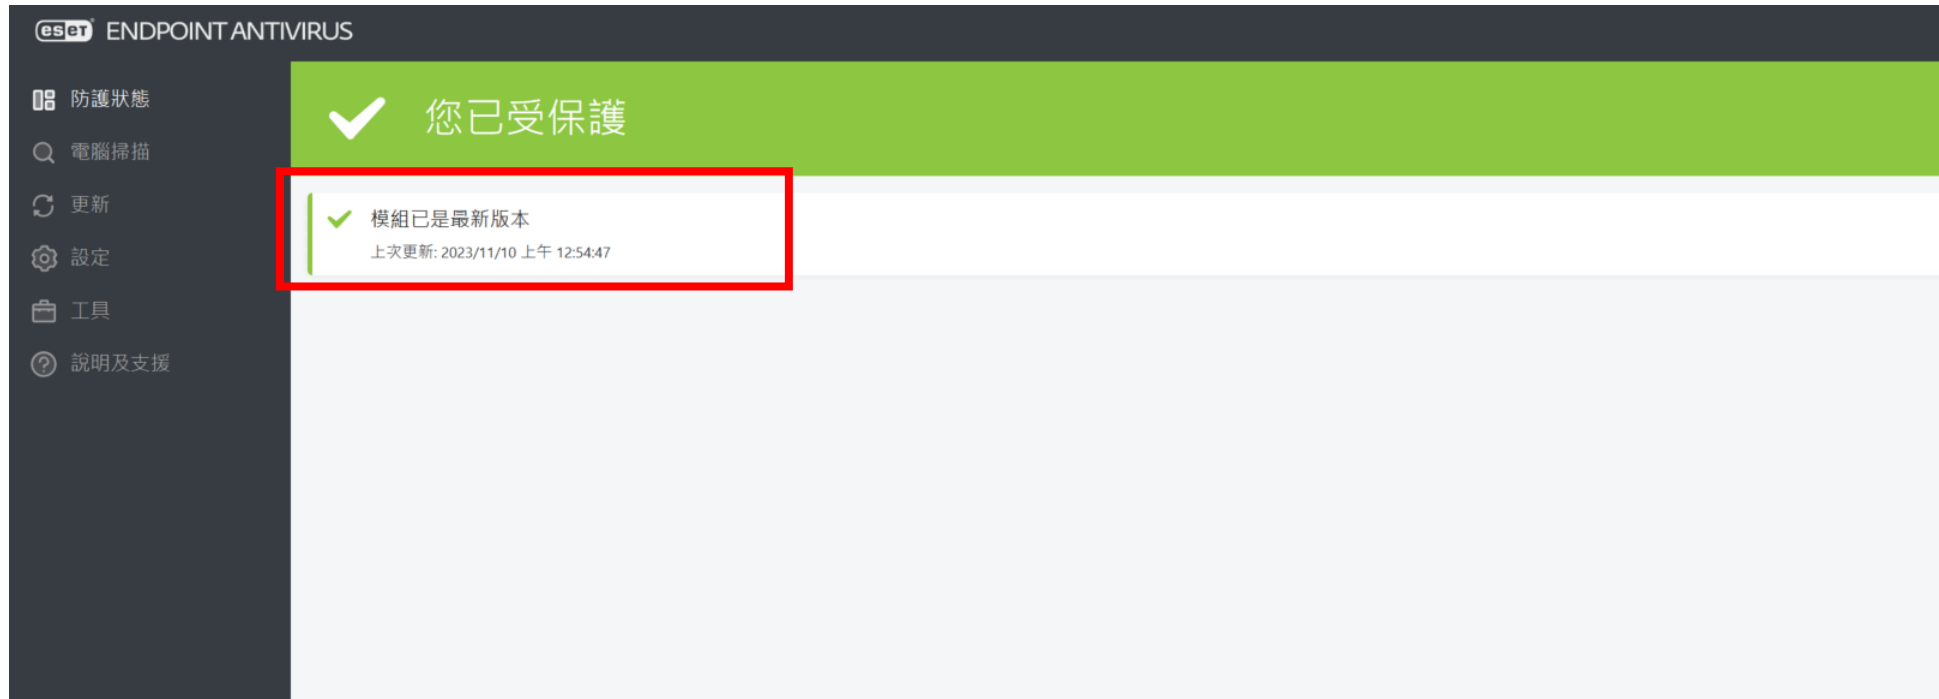 eset ENDPOINT ANTIVIRUS
防護狀態
電腦掃描
更新
設定
工具
說明及支援
您已受保護
模組已是最新版本
上次更新: 2023/11/10 上午 12:54:47